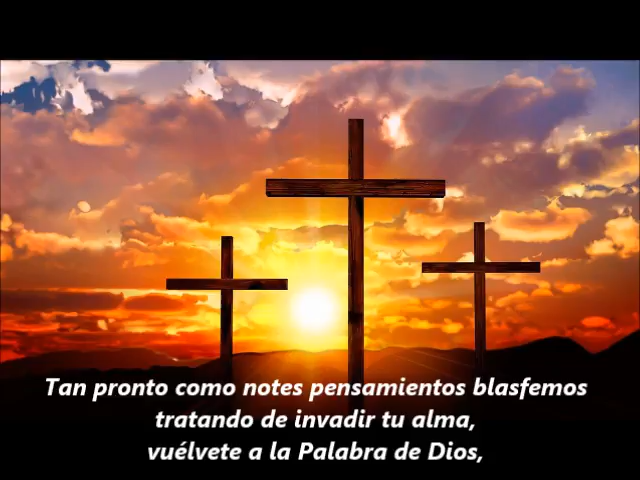 Tan pronto como notes pensamientos blasfemos
tratando de invadir tu alma,
vuélvete a la Palabra de Dios,